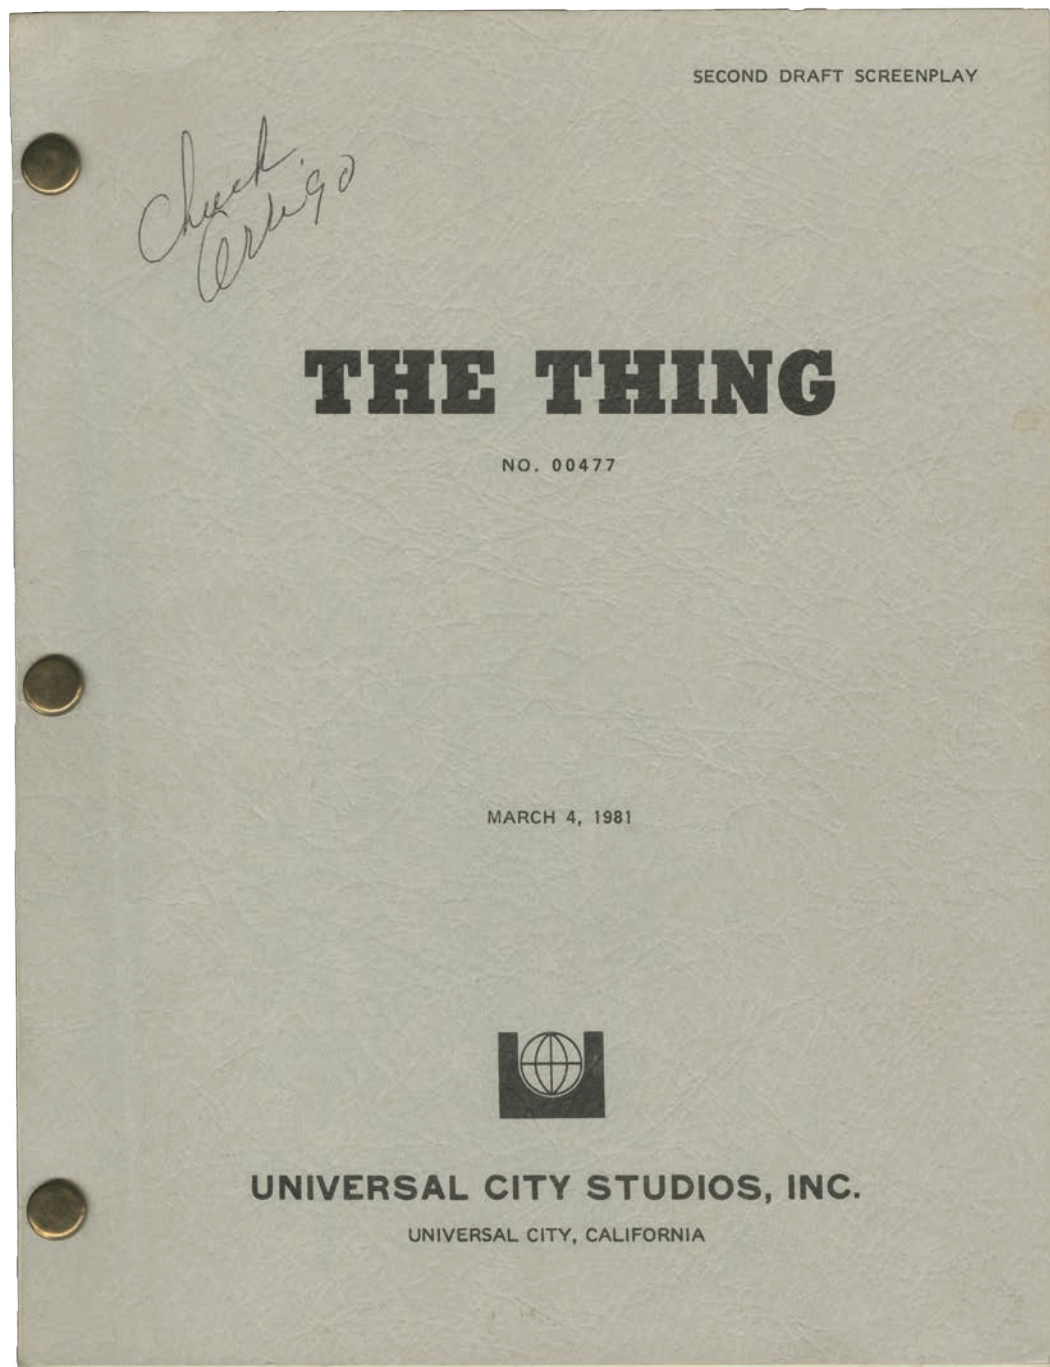 SECOND DRAFT SCREENPLAY
Chuck
THE THING
NO. 00477
MARCH 4, 1981
UNIVERSAL CITY STUDIOS, INC.
UNIVERSAL CITY, CALIFORNIA